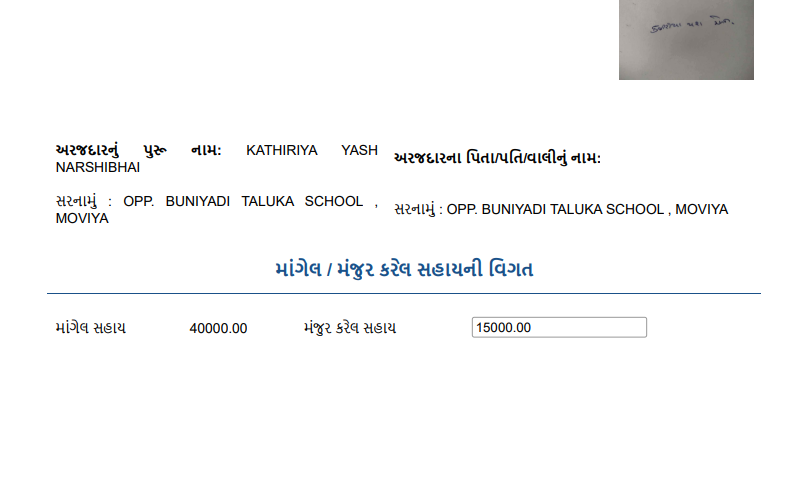 અરજદારનું પુરૂ નામ: KATHIRIYA YASH NARSHIBHAI
અરજદારના પિતા/પતિ/વાલીનું નામ:
સરનામું : OPP. BUNIYADI TALUKA SCHOOL , MOVIYA
સરનામું : OPP. BUNIYADI TALUKA SCHOOL , MOVIYA
માંગેલ / મંજુર કરેલ સહાયની વિગત
માંગેલ સહાય 40000.00 મંજુર કરેલ સહાય 15000.00